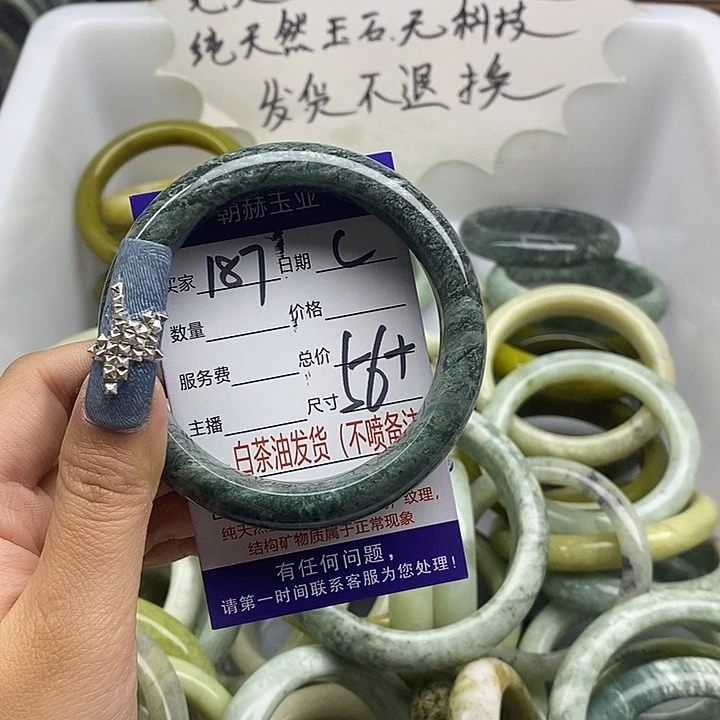 纯天然玉石.无科技
发货不退换
朝赫玉业
买家 187 日期 C
数量 价格
服务费 总价
主播 尺寸 56+
白茶油发货（不喷备注
纹理，
结构矿物质属于正常现象
有任何问题，
请第一时间联系客服为您处理！